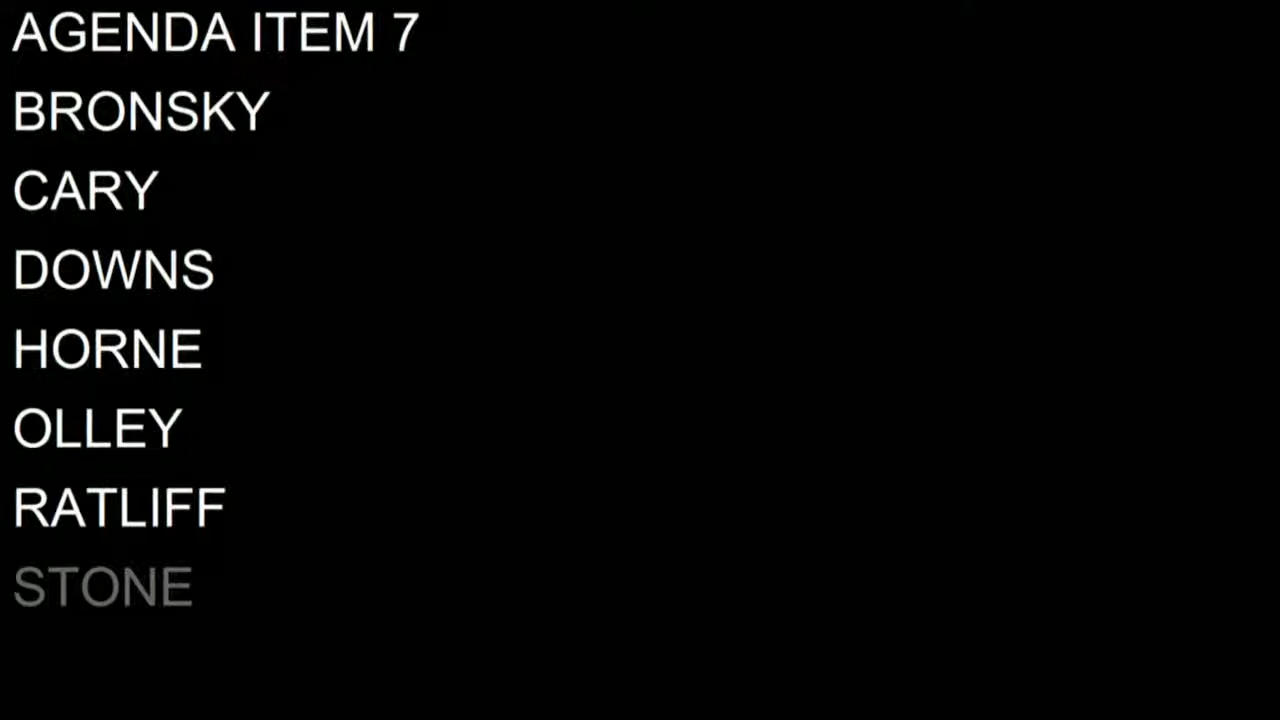 AGENDA ITEM 7
BRONSKY
CARY
DOWNS
HORNE
OLLEY
RATLIFF
STONE